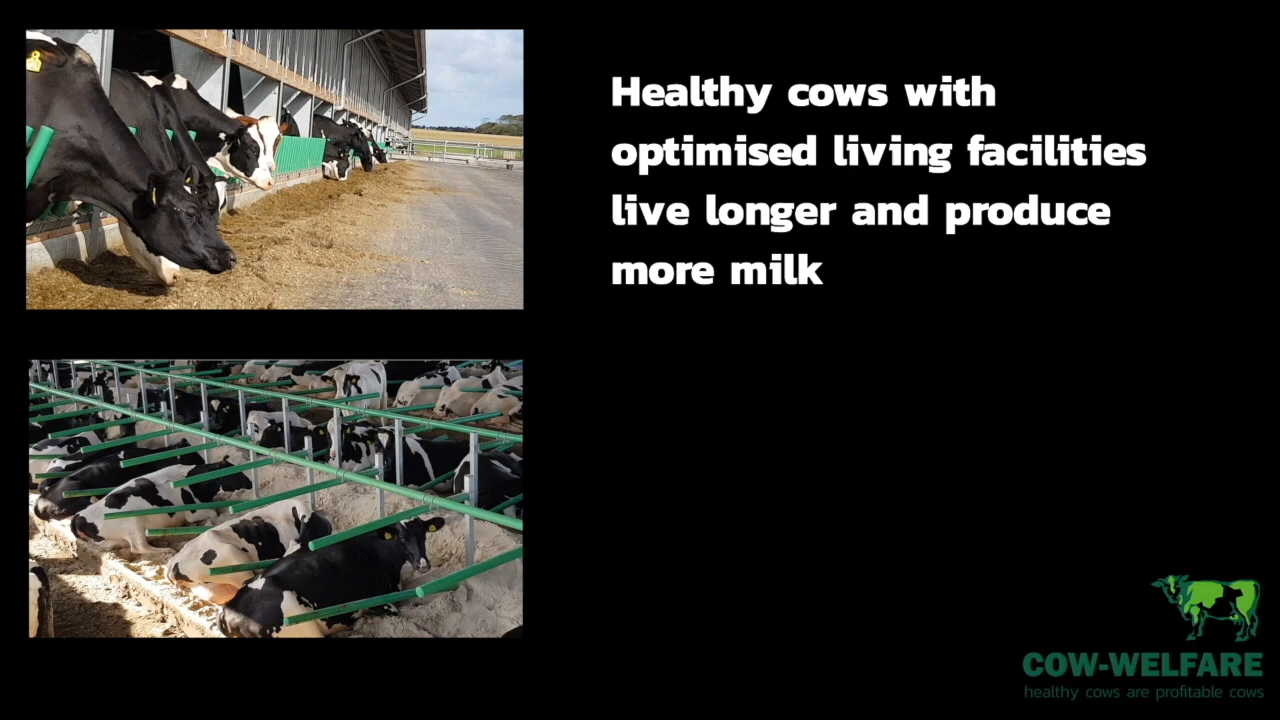 Healthy cows with
optimised living facilities
live longer and produce
more milk
COW-WELFARE
healthy cows are profitable cows